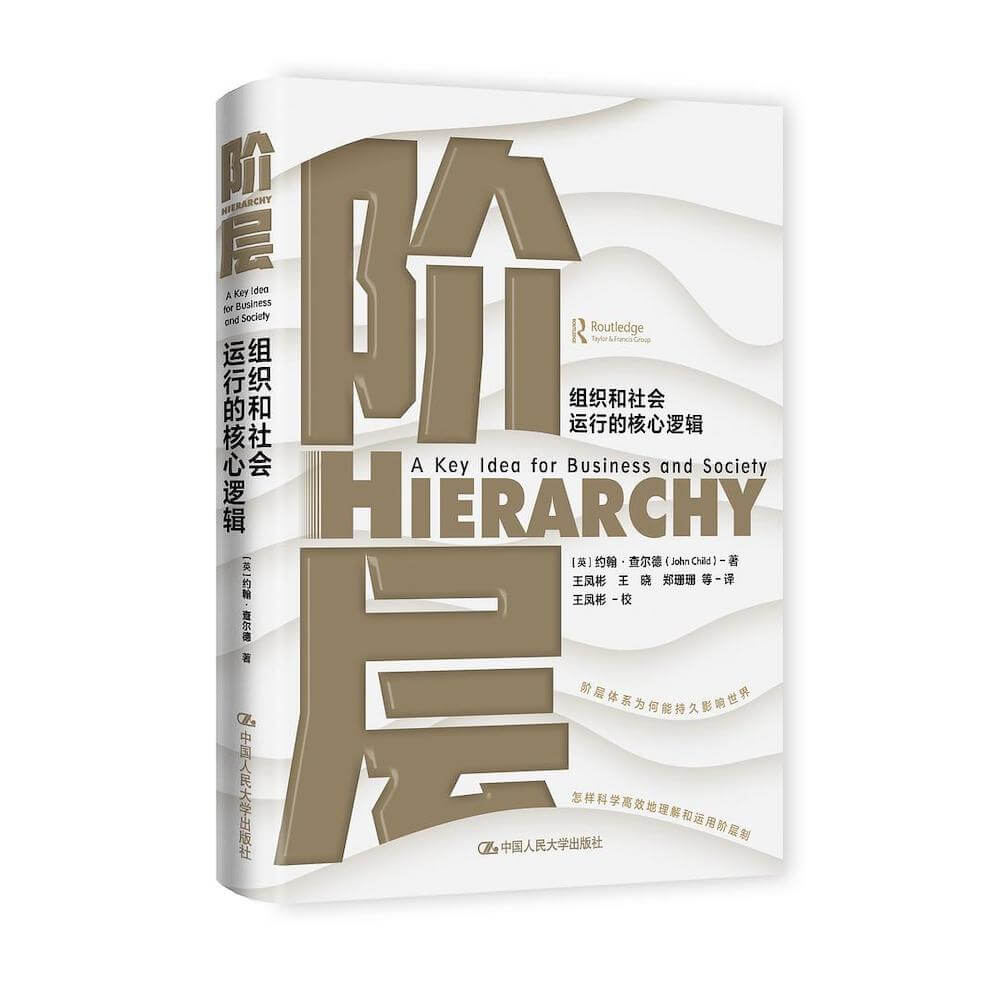 阶
HIERARCHY
层
A Key Idea
for Business
and Society
组织和社会
运行的核心逻辑
[英]约翰·查尔德 著
中国人民大学出版社
阶
Routledge
Taylor & Francis Group
ROUTLEDGE
组织和社会
运行的核心逻辑
A Key Idea for Business and Society
HIERARCHY
层
[英]约翰·查尔德(John Child)–著
王凤彬 王 晓 郑珊珊 等–译
王凤彬 –校
阶层体系为何能持久影响世界
怎样科学高效地理解和运用阶层制
中国人民大学出版社